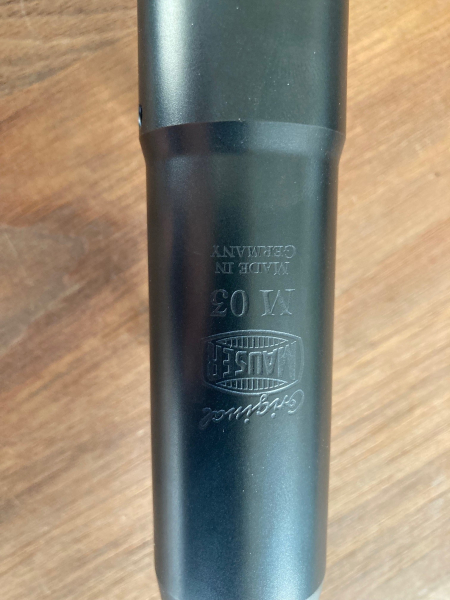 Original
MAUSER
M 03
MADE IN
GERMANY